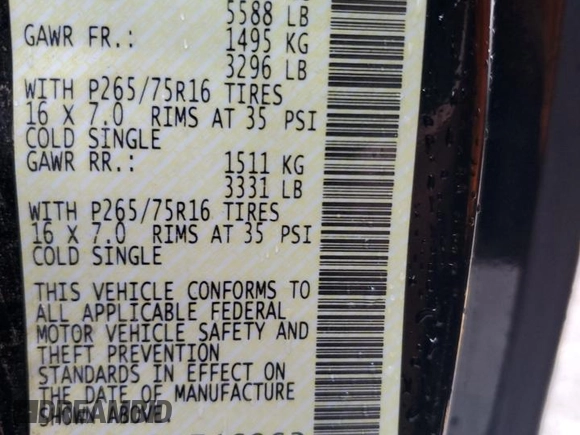 5588 LB
GAWR FR.: 1495 KG
3296 LB
WITH P265/75R16 TIRES
16 X 7.0 RIMS AT 35 PSI
COLD SINGLE
GAWR RR.: 1511 KG
3331 LB
WITH P265/75R16 TIRES
16 X 7.0 RIMS AT 35 PSI
COLD SINGLE
THIS VEHICLE CONFORMS TO
ALL APPLICABLE FEDERAL
MOTOR VEHICLE SAFETY AND
THEFT PREVENTION
STANDARDS IN EFFECT ON
THE DATE OF MANUFACTURE
SHOWN ABOVE